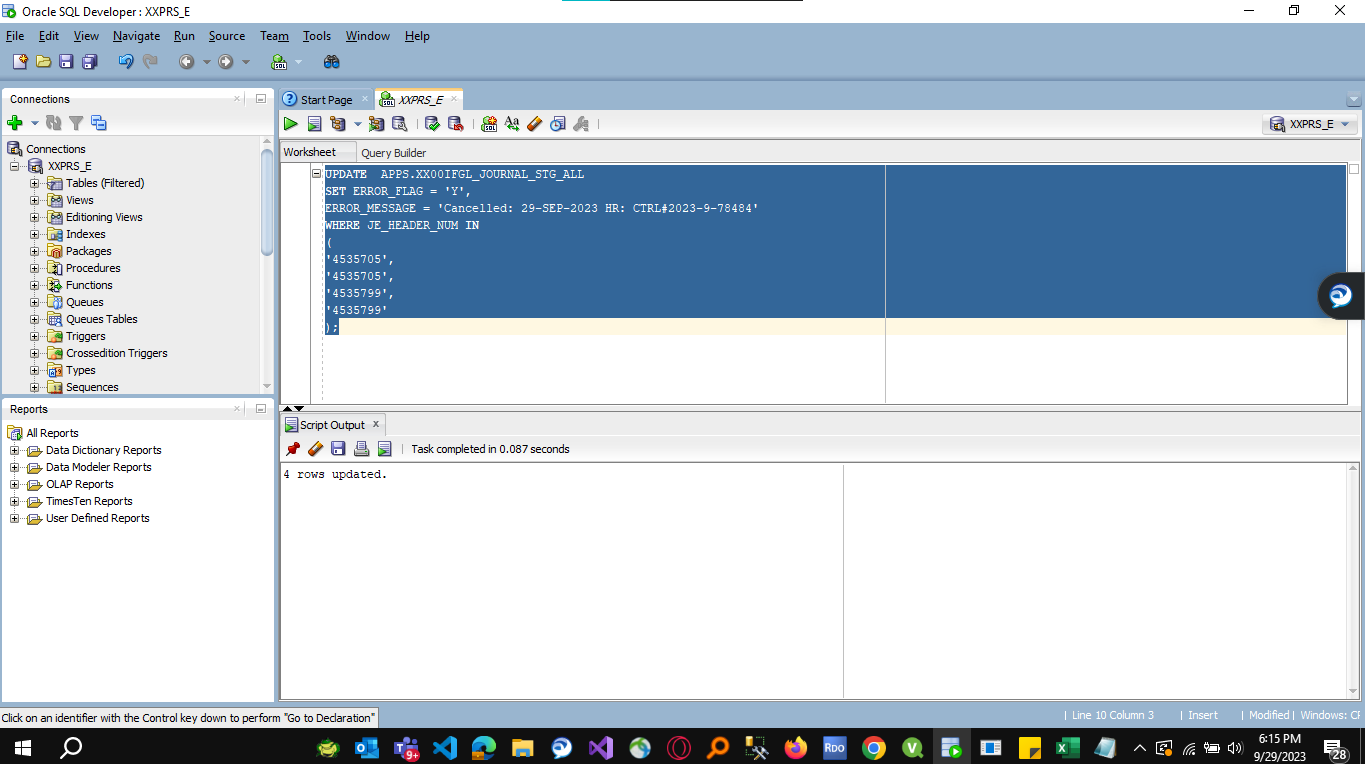 Oracle SQL Developer : XXPRS_E
File Edit View Navigate Run Source Team Tools Window Help
Connections
Connections
XXPRS_E
Tables (Filtered)
Views
Editioning Views
Indexes
Packages
Procedures
Functions
Queues
Queues Tables
Triggers
Crossedition Triggers
Types
Sequences
Reports
All Reports
Data Dictionary Reports
Data Modeler Reports
OLAP Reports
TimesTen Reports
User Defined Reports
Start Page XXPRS_E
XXPRS_E
Worksheet Query Builder
UPDATE  APPS.XX00IFGL_JOURNAL_STG_ALL
SET ERROR_FLAG = 'Y',
ERROR_MESSAGE = 'Cancelled: 29-SEP-2023 HR: CTRL#2023-9-78484'
WHERE JE_HEADER_NUM IN
(
'4535705',
'4535705',
'4535799',
'4535799'
);
Script Output
Task completed in 0.087 seconds
4 rows updated.
Click on an identifier with the Control key down to perform "Go to Declaration"
Line 10 Column 3 | Insert | Modified | Windows: CF
9+
RDO
6:15 PM
9/29/2023
28